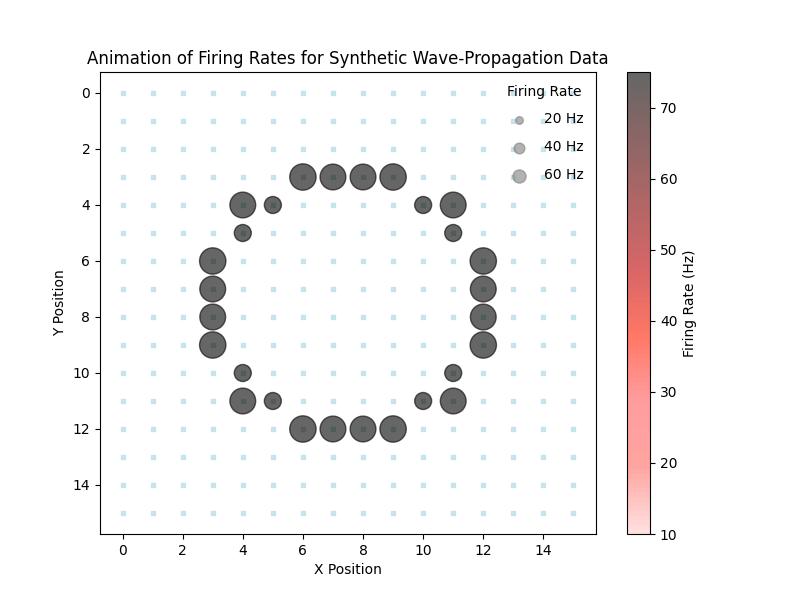 Animation of Firing Rates for Synthetic Wave-Propagation Data
Firing Rate
20 Hz
40 Hz
60 Hz
0
2
4
6
8
10
12
14
Y Position
0 2 4 6 8 10 12 14
X Position
70
60
50
40
30
20
10
Firing Rate (Hz)